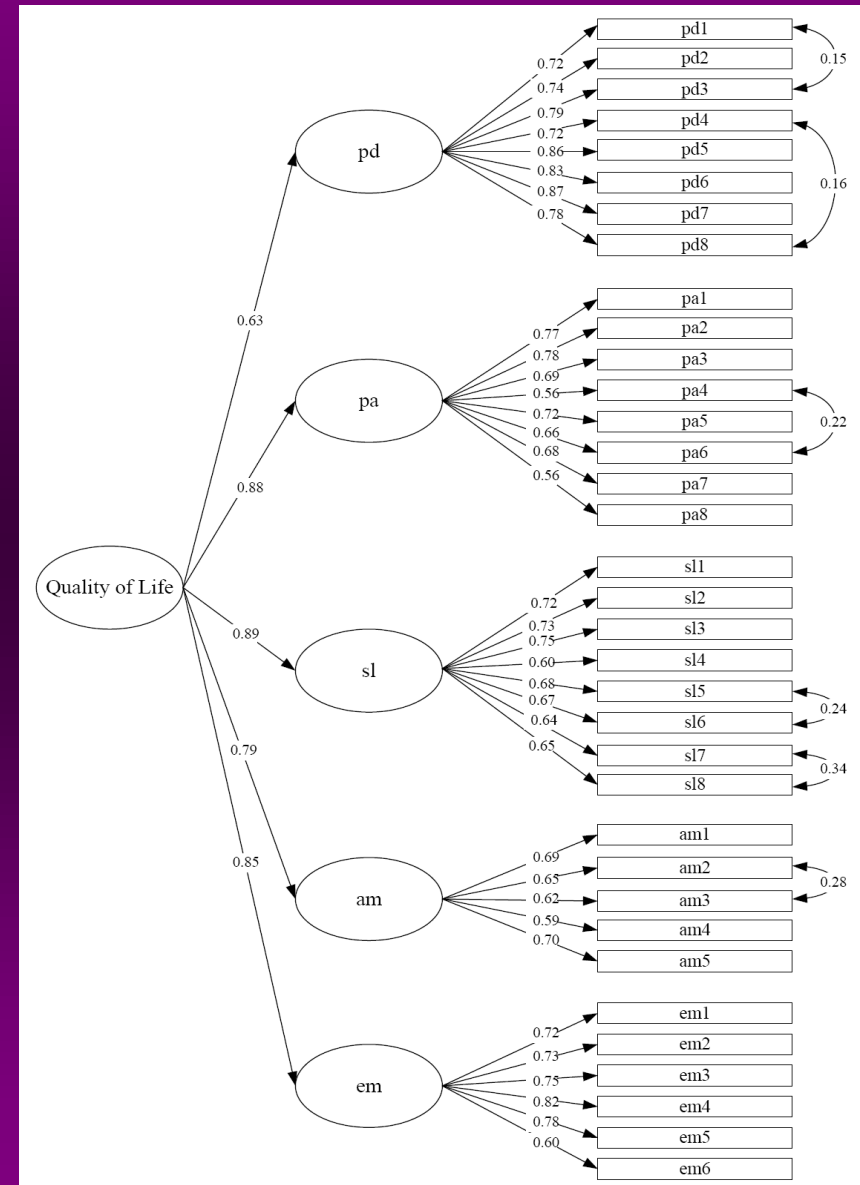 pd1
0.15
0.72
pd2
0.74
pd3
0.79
pd4
0.72
pd
0.86
pd5
0.83
pd6
0.16
0.87
pd7
0.78
pd8
0.63
pa1
0.77
pa2
0.78
pa3
0.69
pa4
0.56
pa
0.72
pa5
0.22
0.66
pa6
0.68
pa7
0.56
pa8
0.88
Quality of Life
sl1
0.72
sl2
0.73
sl3
0.75
0.89
sl4
0.60
sl
0.68
sl5
0.67
0.24
sl6
0.64
sl7
0.65
0.34
sl8
0.79
am1
0.69
am2
0.65
0.28
am
0.62
am3
0.59
am4
0.70
am5
0.85
em1
0.72
em2
0.73
em3
0.75
em
0.82
em4
0.78
em5
0.60
em6